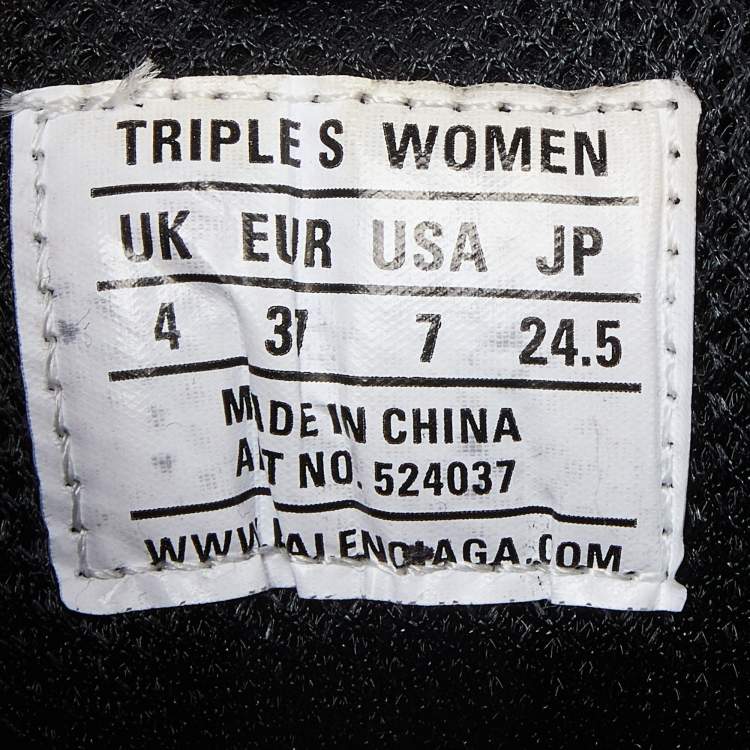 TRIPLE S WOMEN
UK EUR USA JP
4 37 7 24.5
MADE IN CHINA
ART NO. 524037
WWW.BALENCIAGA.COM